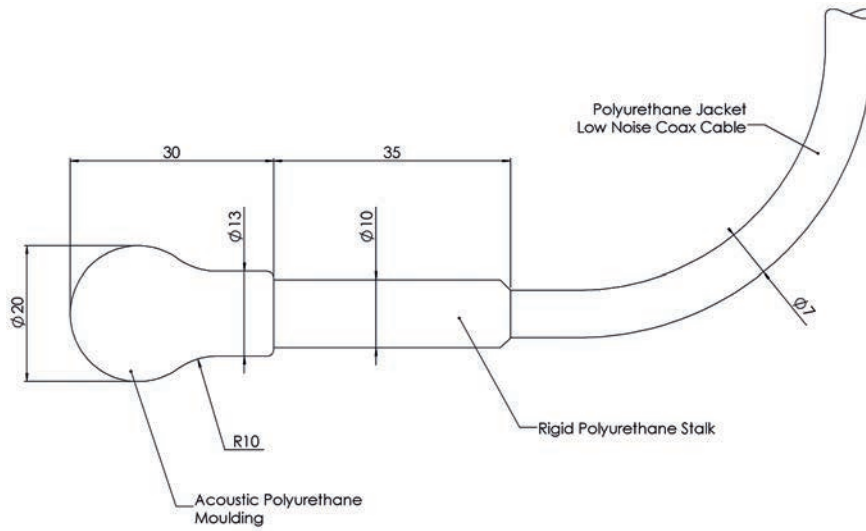 Polyurethane Jacket
Low Noise Coax Cable
30
35
Ø13
Ø10
Ø20
Ø7
R10
Rigid Polyurethane Stalk
Acoustic Polyurethane
Moulding